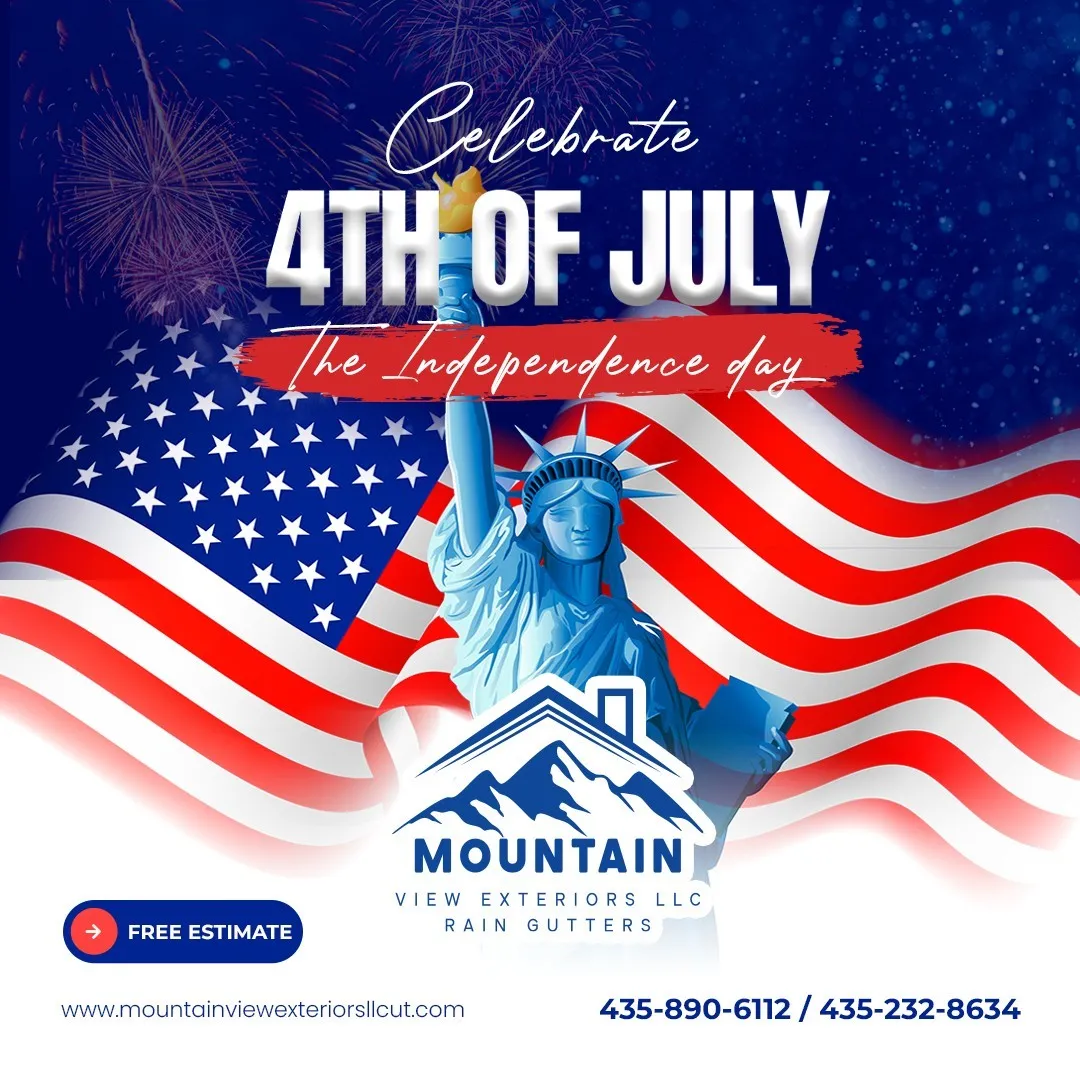 Celebrate
4TH OF JULY
The Independence day
MOUNTAIN
VIEW EXTERIORS LLC
RAIN GUTTERS
FREE ESTIMATE
www.mountainviewexteriorsllcut.com
435-890-6112 / 435-232-8634